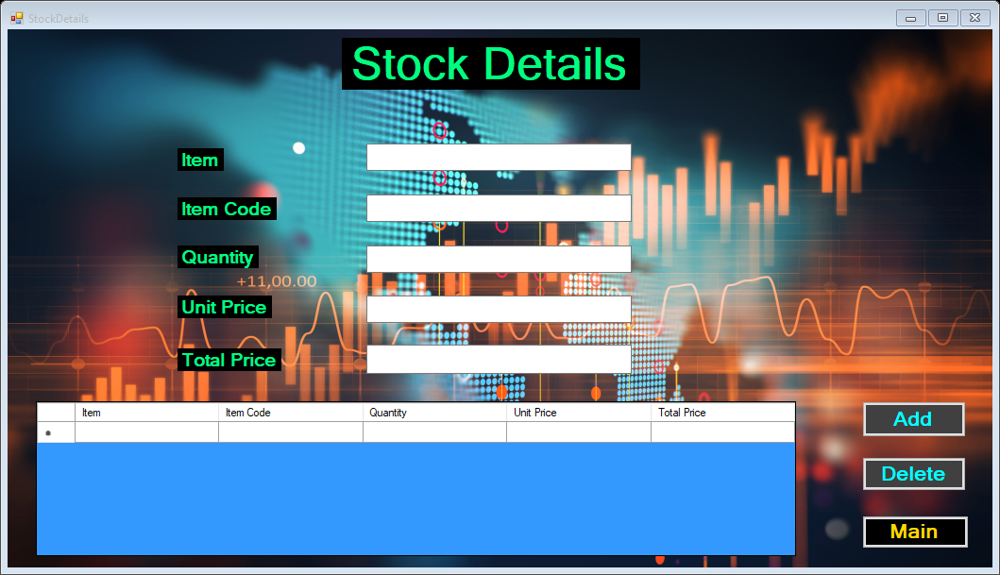 StockDetails
Stock Details
Item
Item Code
Quantity
+11,00.00
Unit Price
Total Price
Item Item Code Quantity Unit Price Total Price
*
Add
Delete
Main